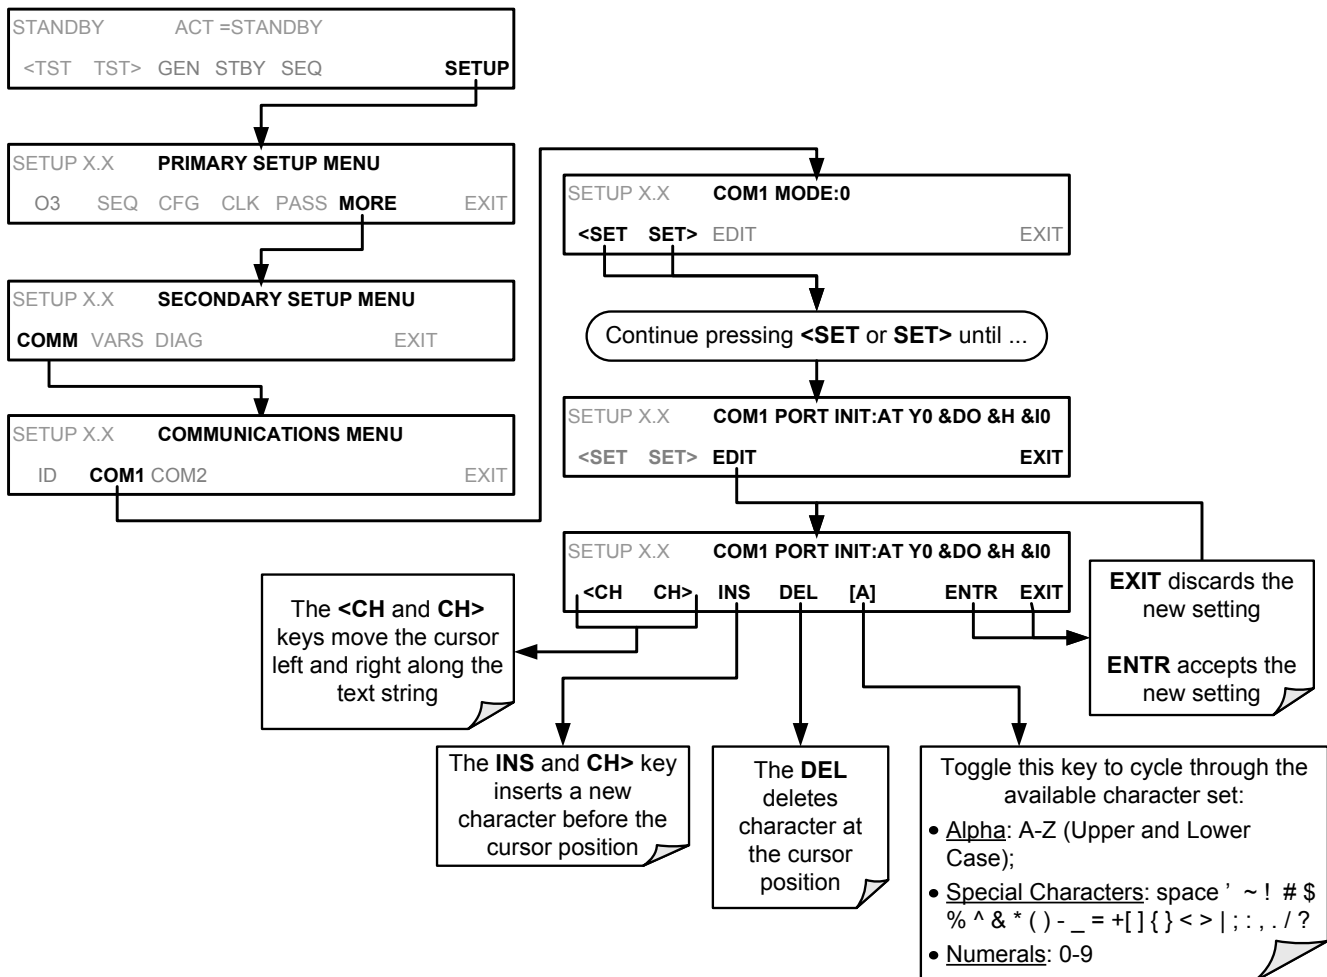 STANDBY ACT =STANDBY
<TST TST> GEN STBY SEQ SETUP
SETUP X.X PRIMARY SETUP MENU
O3 SEQ CFG CLK PASS MORE EXIT
SETUP X.X SECONDARY SETUP MENU
COMM VARS DIAG EXIT
SETUP X.X COMMUNICATIONS MENU
ID COM1 COM2 EXIT
SETUP X.X COM1 MODE:0
<SET SET> EDIT EXIT
Continue pressing <SET or SET> until ...
SETUP X.X COM1 PORT INIT:AT Y0 &DO &H &I0
<SET SET> EDIT EXIT
SETUP X.X COM1 PORT INIT:AT Y0 &DO &H &I0
<CH CH> INS DEL [A] ENTR EXIT
EXIT discards the
new setting
ENTR accepts the
new setting
The <CH and CH>
keys move the cursor
left and right along the
text string
The INS and CH> key
inserts a new
character before the
cursor position
The DEL
deletes
character at
the cursor
position
Toggle this key to cycle through the
available character set:
• Alpha: A-Z (Upper and Lower
Case);
• Special Characters: space ' ~ ! # $
% ^ & * ( ) - _ = +[ ] { } < > | ; : , . / ?
• Numerals: 0-9